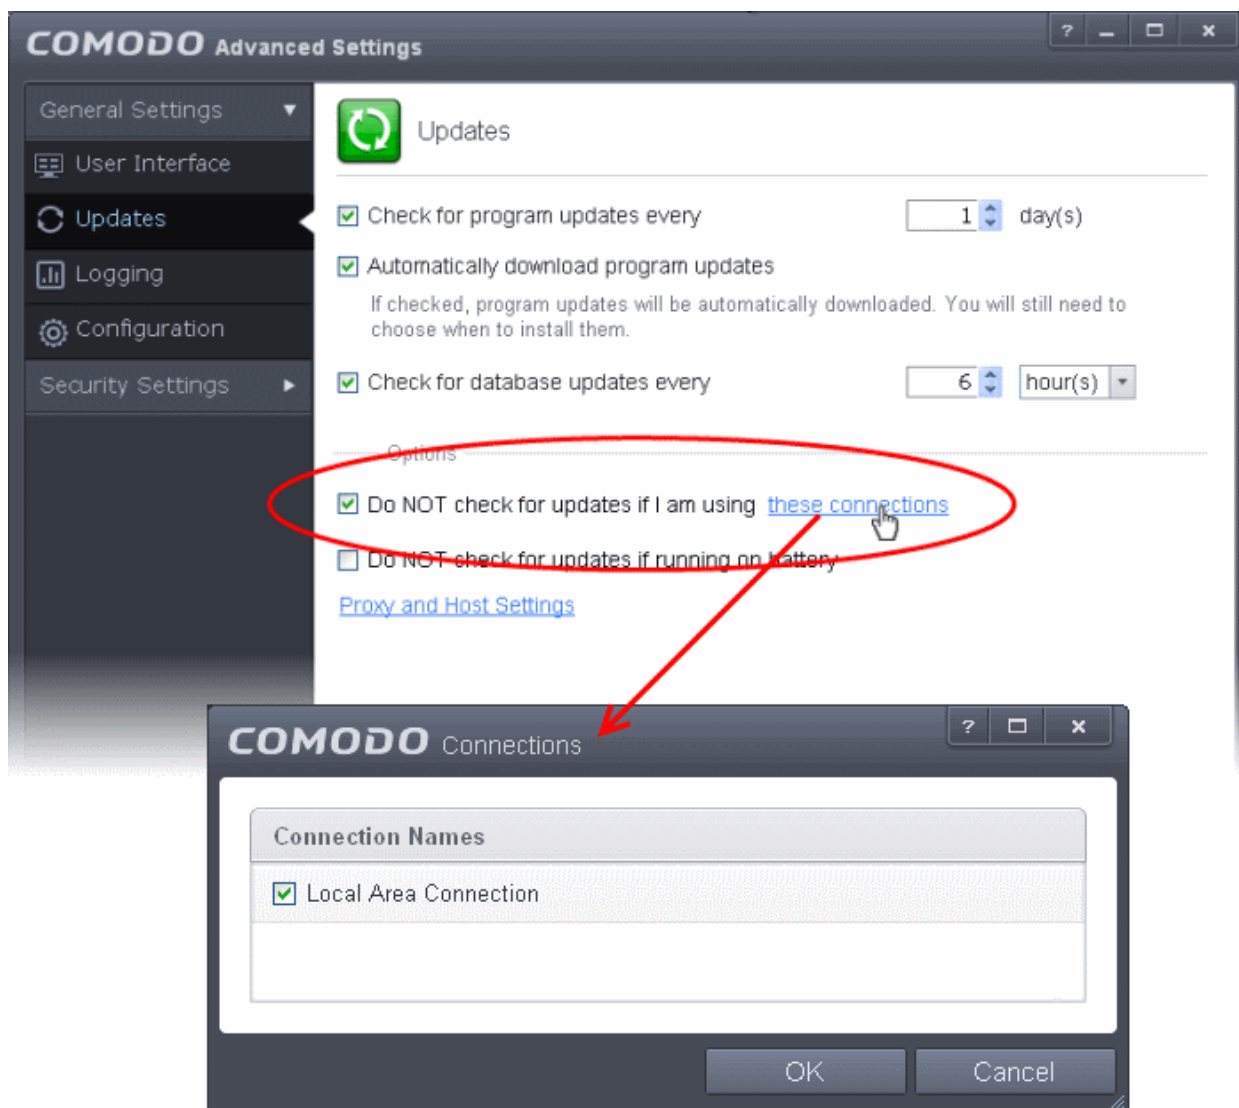 COMODO Advanced Settings
?
General Settings
User Interface
Updates
Logging
Configuration
Security Settings
Updates
Check for program updates every 1 day(s)
Automatically download program updates
If checked, program updates will be automatically downloaded. You will still need to
choose when to install them.
Check for database updates every 6 hour(s)
Options
Do NOT check for updates if I am using these connections
Do NOT check for updates if running on battery
Proxy and Host Settings
COMODO Connections
?
Connection Names
Local Area Connection
OK Cancel